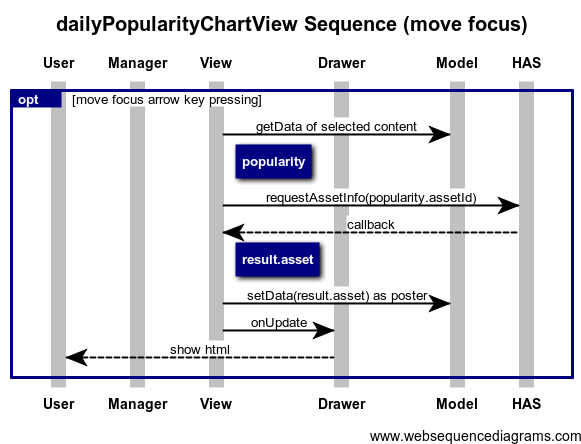 dailyPopularityChartView Sequence (move focus)
User Manager View Drawer Model HAS
opt [move focus arrow key pressing]
getData of selected content
popularity
requestAssetInfo(popularity.assetId)
callback
result.asset
setData(result.asset) as poster
onUpdate
show html
User Manager View Drawer Model HAS
www.websequencediagrams.com